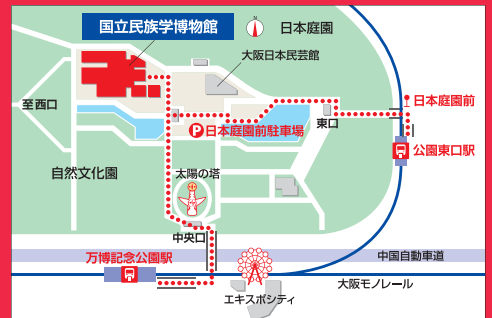 国立民族学博物館
N
日本庭園
大阪日本民芸館
至西口
日本庭園前
P日本庭園前駐車場
東口
公園東口駅
自然文化園
太陽の塔
中央口
万博記念公園駅
中国自動車道
大阪モノレール
エキスポシティ